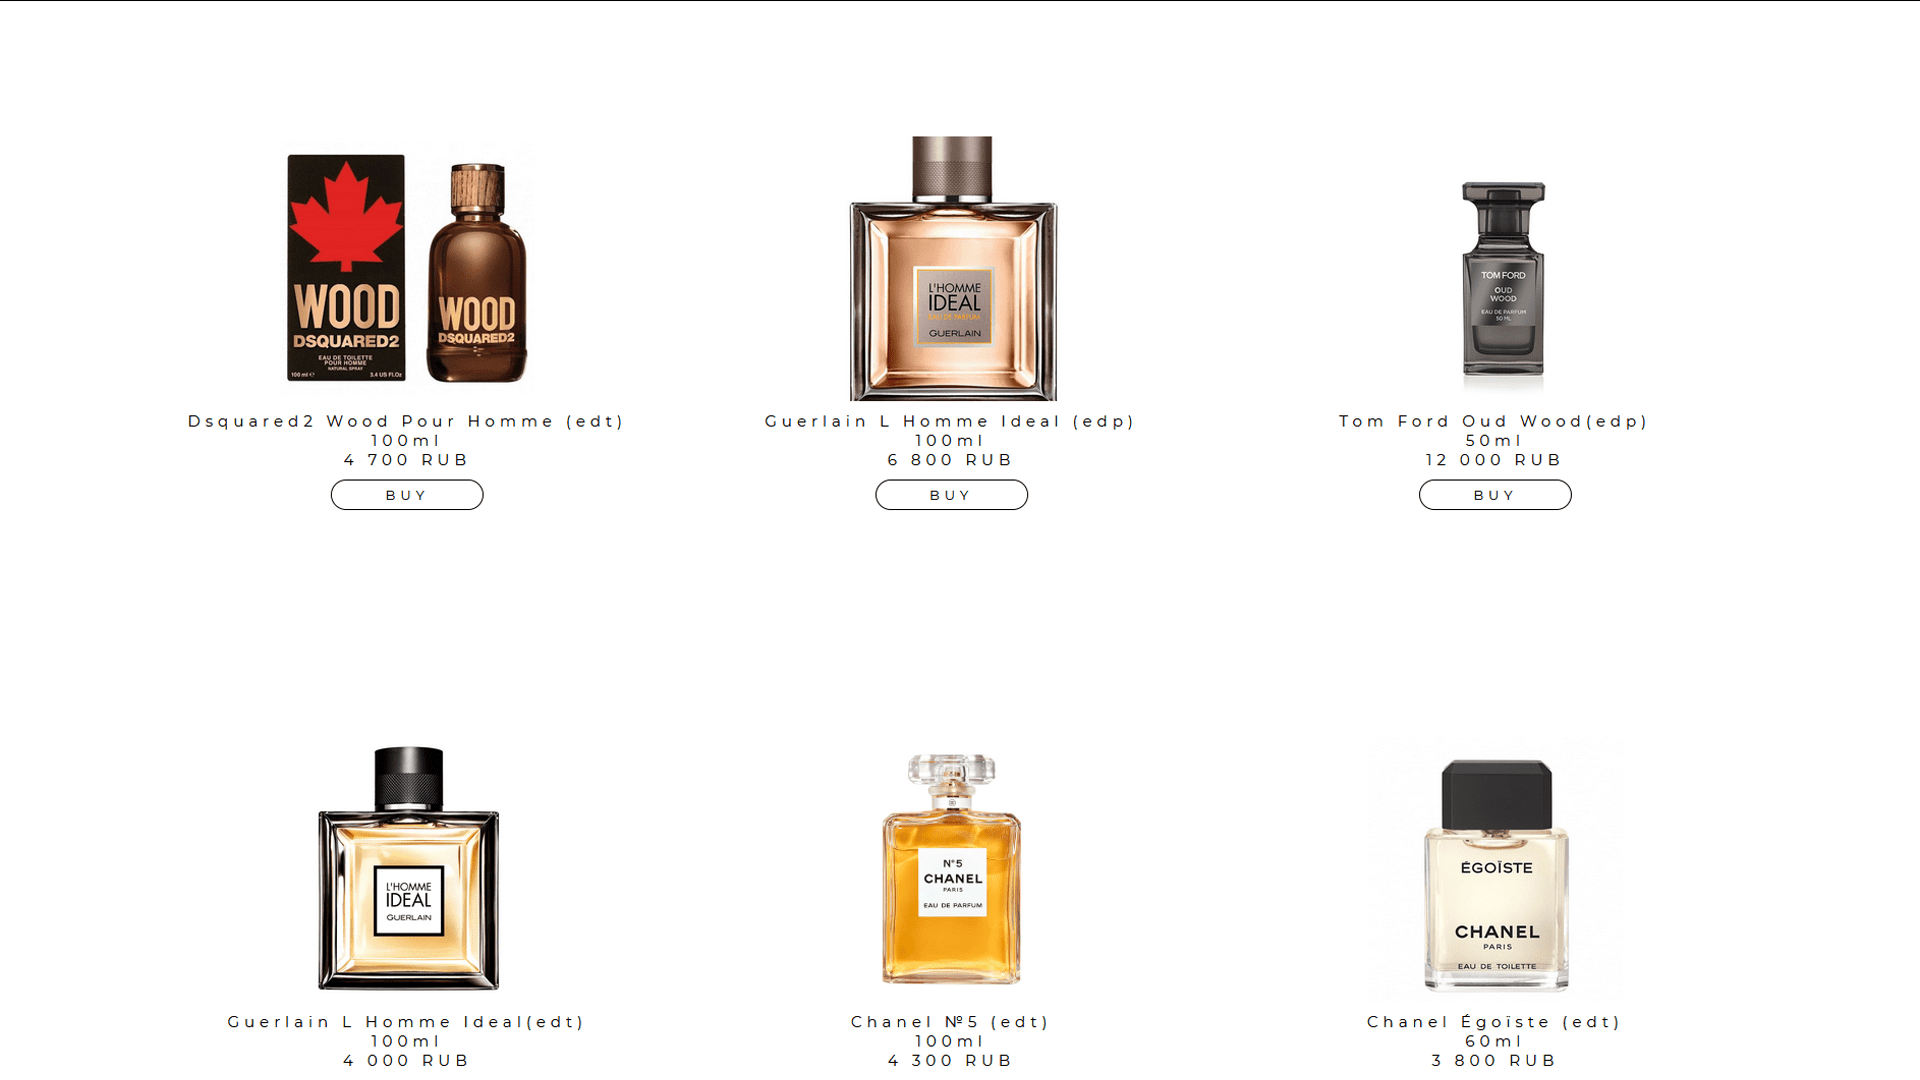 WOOD
DSQUARED2
EAU DE TOILETTE
POUR HOMME
NATURAL SPRAY
100 ml ℮ 3.4 US Fl.Oz
WOOD
DSQUARED2
L'HOMME
IDEAL
EAU DE PARFUM
GUERLAIN
TOM FORD
OUD
WOOD
EAU DE PARFUM
50 ML
Dsquared2 Wood Pour Homme (edt)
100ml
4 700 RUB
BUY
Guerlain L Homme Ideal (edp)
100ml
6 800 RUB
BUY
Tom Ford Oud Wood(edp)
50ml
12 000 RUB
BUY
L'HOMME
IDEAL
GUERLAIN
N°5
CHANEL
PARIS
EAU DE PARFUM
ÉGOÏSTE
CHANEL
PARIS
EAU DE TOILETTE
Guerlain L Homme Ideal(edt)
100ml
4 000 RUB
Chanel №5 (edt)
100ml
4 300 RUB
Chanel Égoïste (edt)
60ml
3 800 RUB